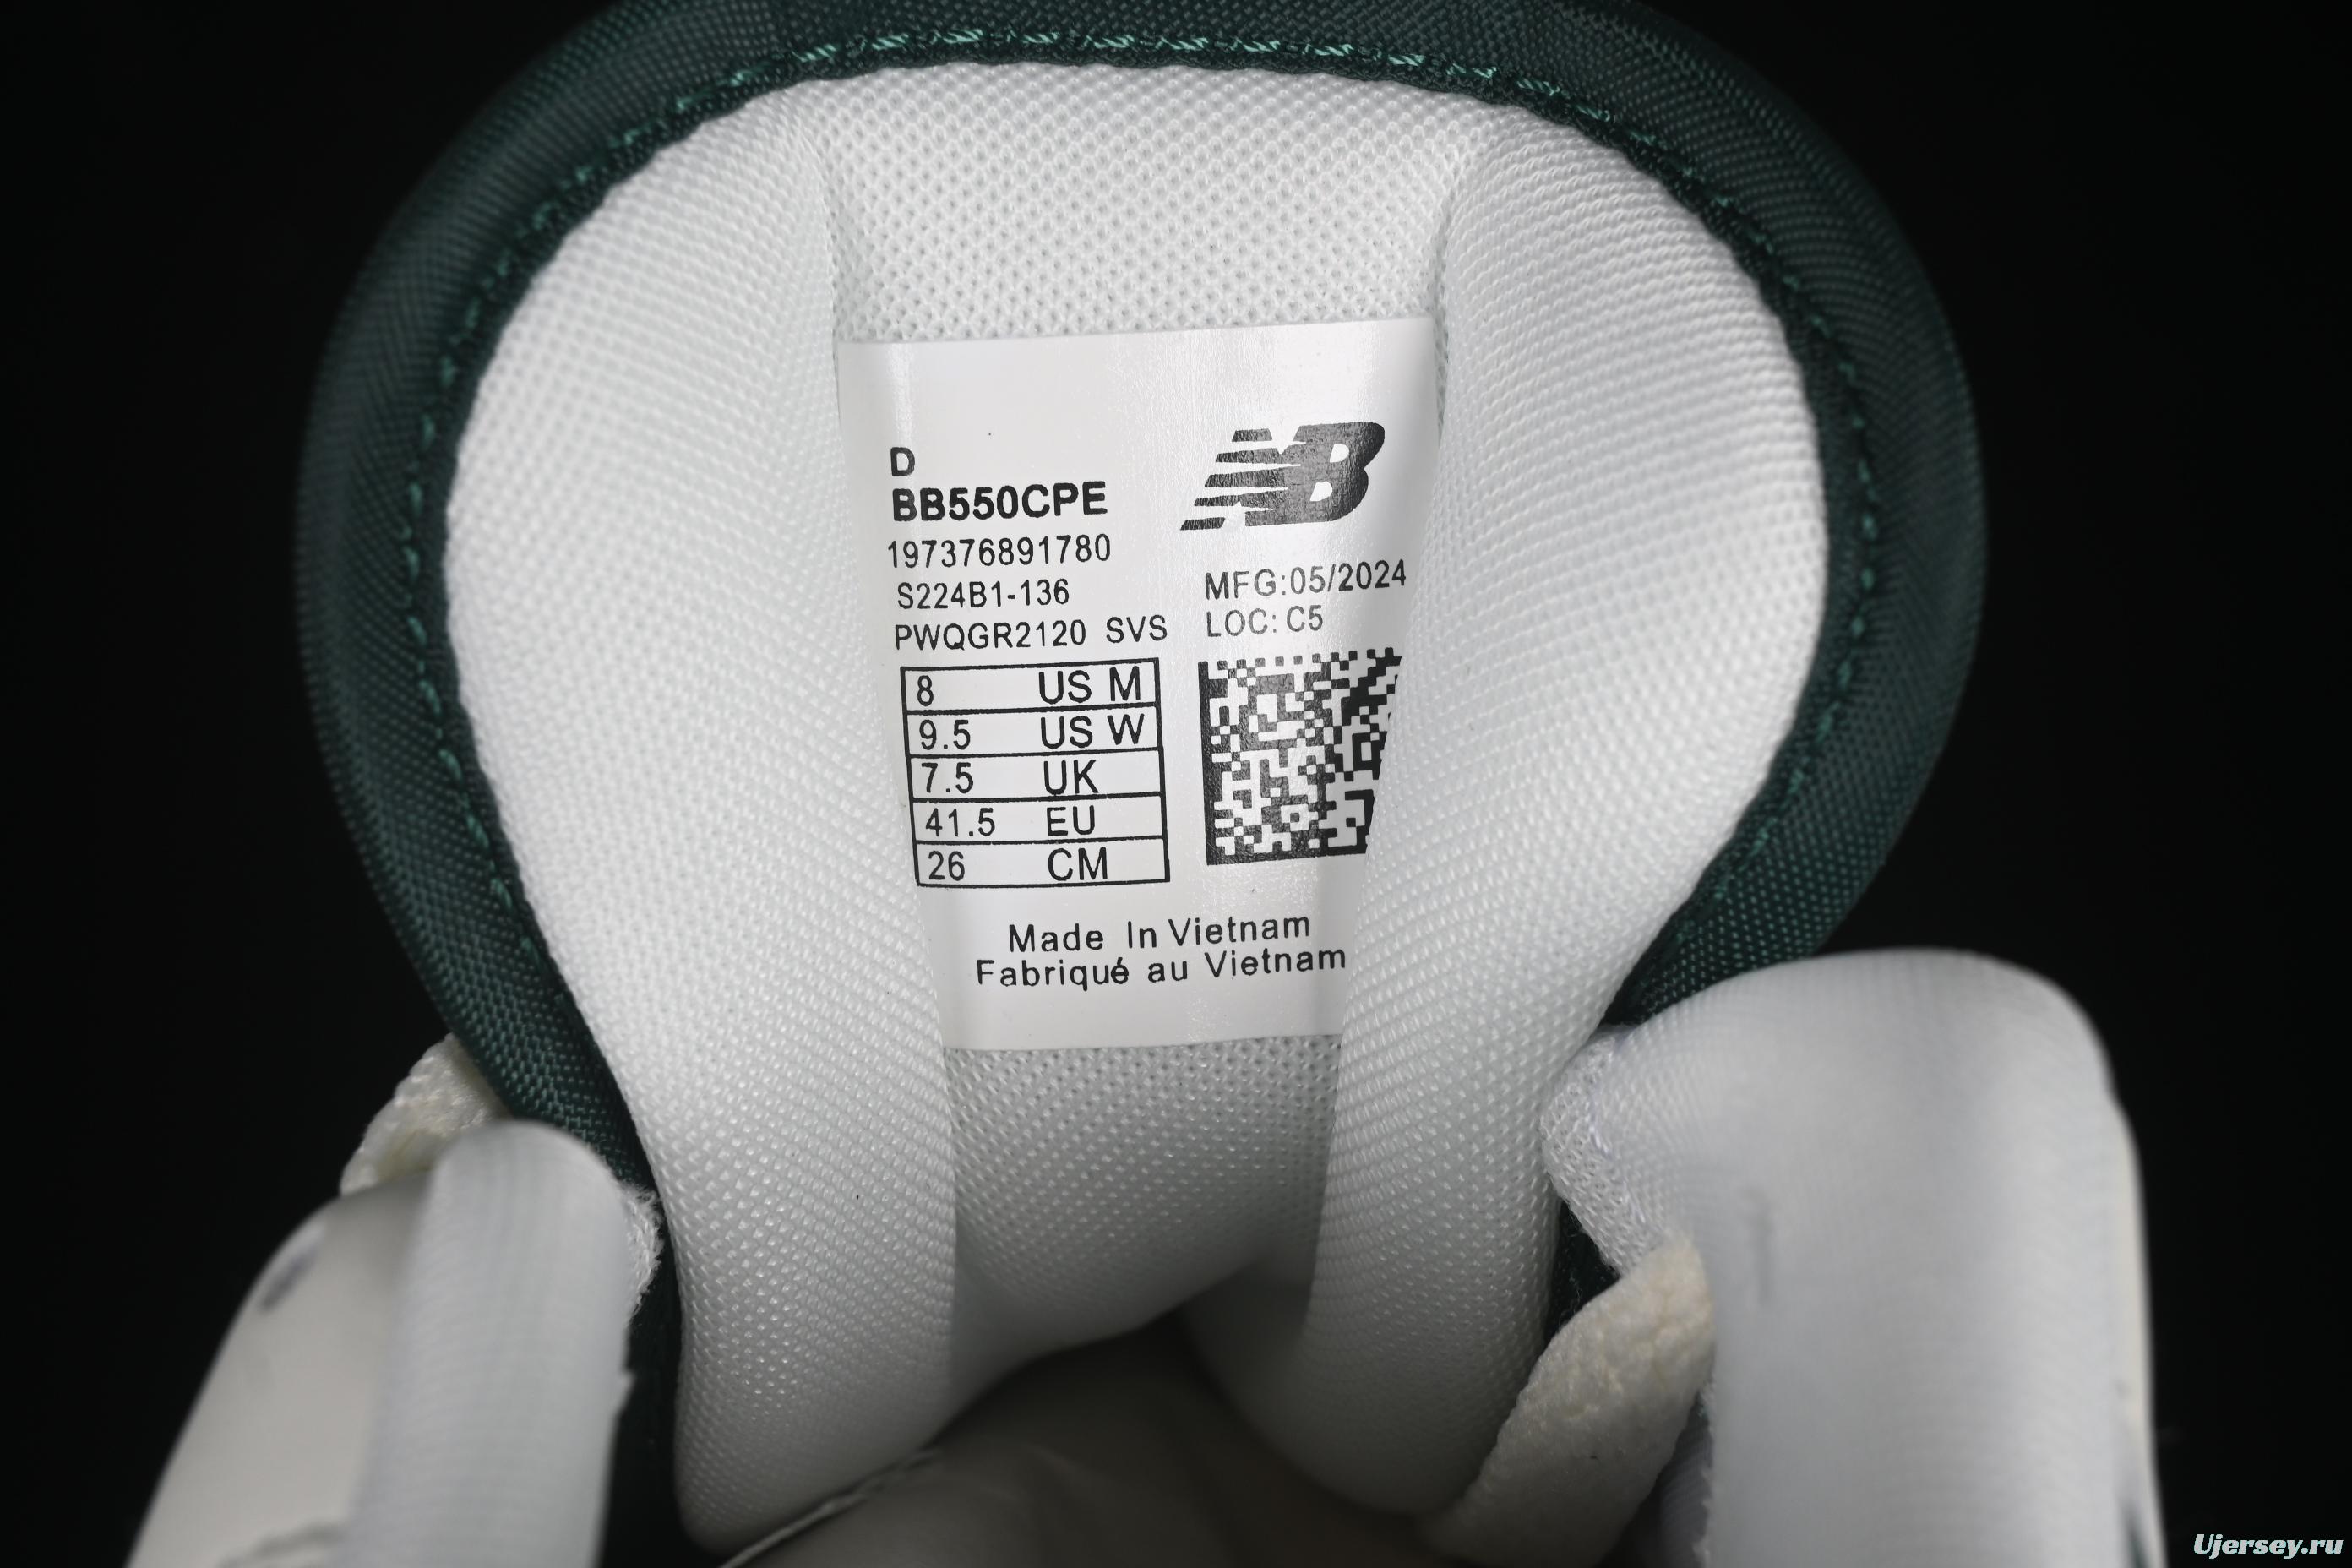 D
BB550CPE
197376891780
S224B1-136
PWQGR2120 SVS
NB
MFG:05/2024
LOC: C5
8 US M
9.5 US W
7.5 UK
41.5 EU
26 CM
Made In Vietnam
Fabriqué au Vietnam
Ujersey.ru